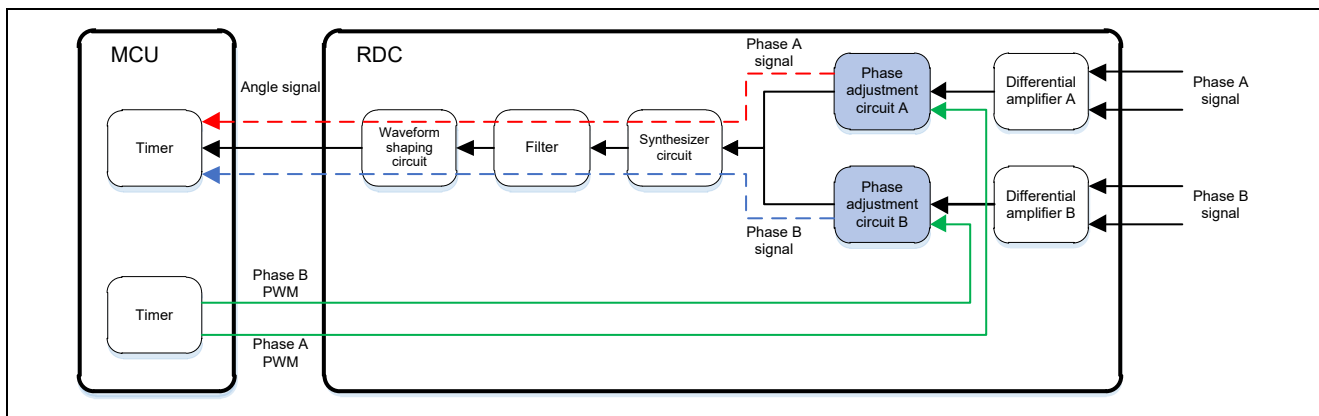 MCU
RDC
Angle signal
Timer
Phase A
signal
Waveform
shaping
circuit
Filter
Synthesizer
circuit
Phase
adjustment
circuit A
Differential
amplifier A
Phase A
signal
Phase
adjustment
circuit B
Differential
amplifier B
Phase B
signal
Phase B
signal
Timer
Phase B
PWM
Phase A
PWM